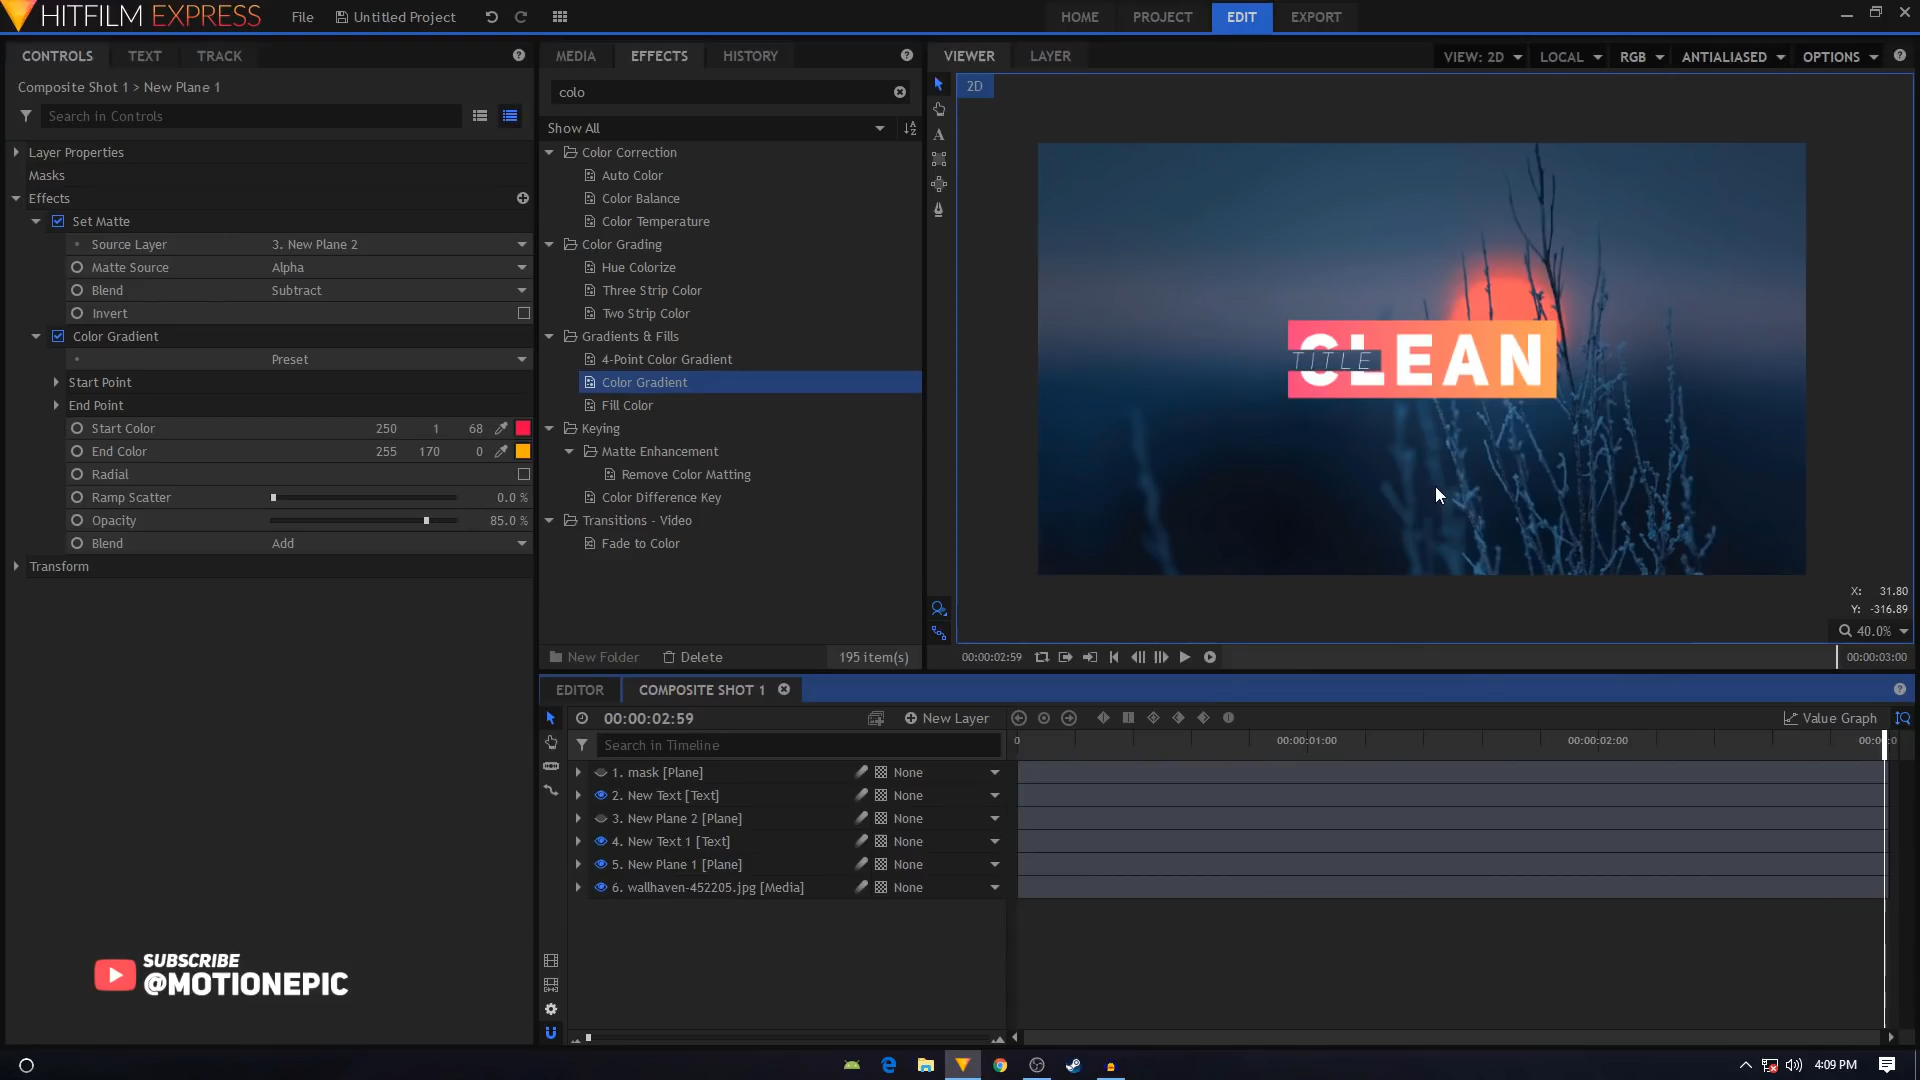 HITFILM EXPRESS
File
Untitled Project
HOME
PROJECT
EDIT
EXPORT
CONTROLS
TEXT
TRACK
Composite Shot 1 > New Plane 1
Search in Controls
Layer Properties
Masks
Effects
Set Matte
Source Layer 3. New Plane 2
Matte Source Alpha
Blend Subtract
Invert
Color Gradient
Preset
Start Point
End Point
Start Color 250 1 68
End Color 255 170 0
Radial
Ramp Scatter 0.0 %
Opacity 85.0 %
Blend Add
Transform
SUBSCRIBE
@MOTIONEPIC
MEDIA
EFFECTS
HISTORY
colo
Show All
Color Correction
Auto Color
Color Balance
Color Temperature
Color Grading
Hue Colorize
Three Strip Color
Two Strip Color
Gradients & Fills
4-Point Color Gradient
Color Gradient
Fill Color
Keying
Matte Enhancement
Remove Color Matting
Color Difference Key
Transitions - Video
Fade to Color
New Folder
Delete
195 item(s)
VIEWER
LAYER
VIEW: 2D
LOCAL
RGB
ANTIALIASED
OPTIONS
2D
CLEAN
TITLE
X: 31.80
Y: -316.89
40.0%
00:00:02:59
00:00:03:00
EDITOR
COMPOSITE SHOT 1
00:00:02:59
New Layer
Value Graph
Search in Timeline
0
00:00:01:00
00:00:02:00
1. mask [Plane] None
2. New Text [Text] None
3. New Plane 2 [Plane] None
4. New Text 1 [Text] None
5. New Plane 1 [Plane] None
6. wallhaven-452205.jpg [Media] None
4:09 PM